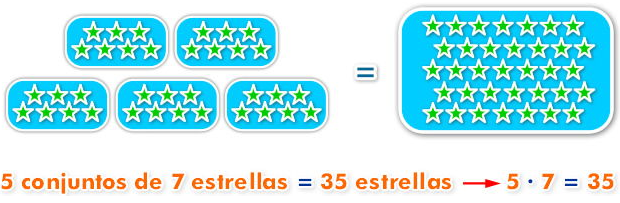 =
5 conjuntos de 7 estrellas = 35 estrellas → 5 · 7 = 35